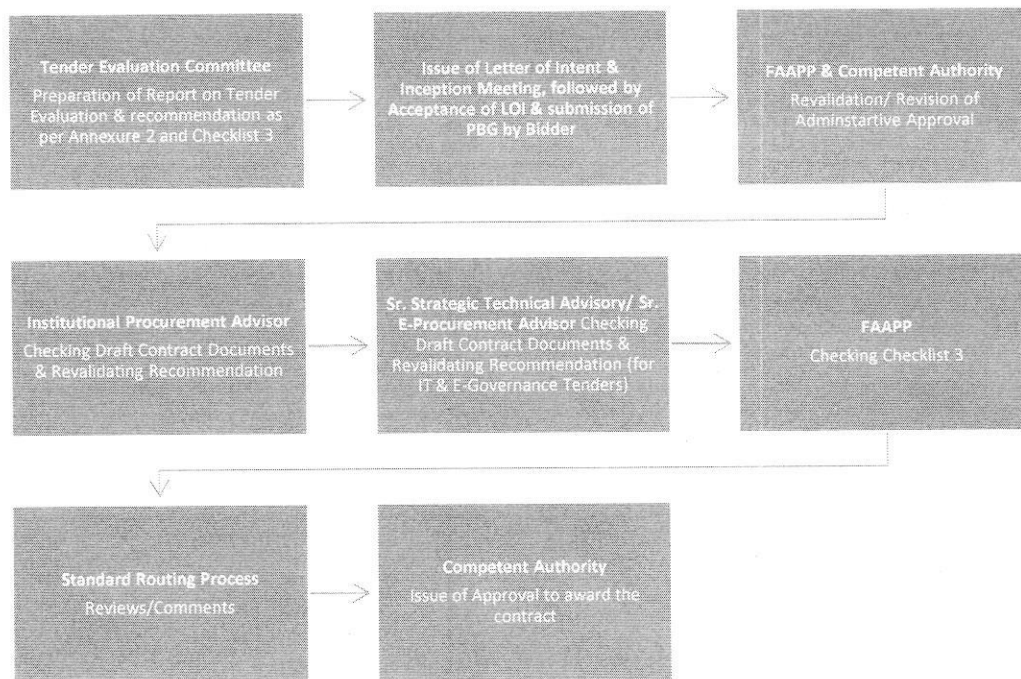 Tender Evaluation Committee
Preparation of Report on Tender
Evaluation & recommendation as
per Annexure 2 and Checklist 3
Issue of Letter of Intent &
Inception Meeting, followed by
Acceptance of LOI & submission of
PBG by Bidder
FAAPP & Competent Authority
Revalidation/ Revision of
Adminstartive Approval
Institutional Procurement Advisor
Checking Draft Contract Documents
& Revalidating Recommendation
Sr. Strategic Technical Advisory/ Sr.
E-Procurement Advisor Checking
Draft Contract Documents &
Revalidating Recommendation (for
IT & E-Governance Tenders)
FAAPP
Checking Checklist 3
Standard Routing Process
Reviews/Comments
Competent Authority
Issue of Approval to award the
contract